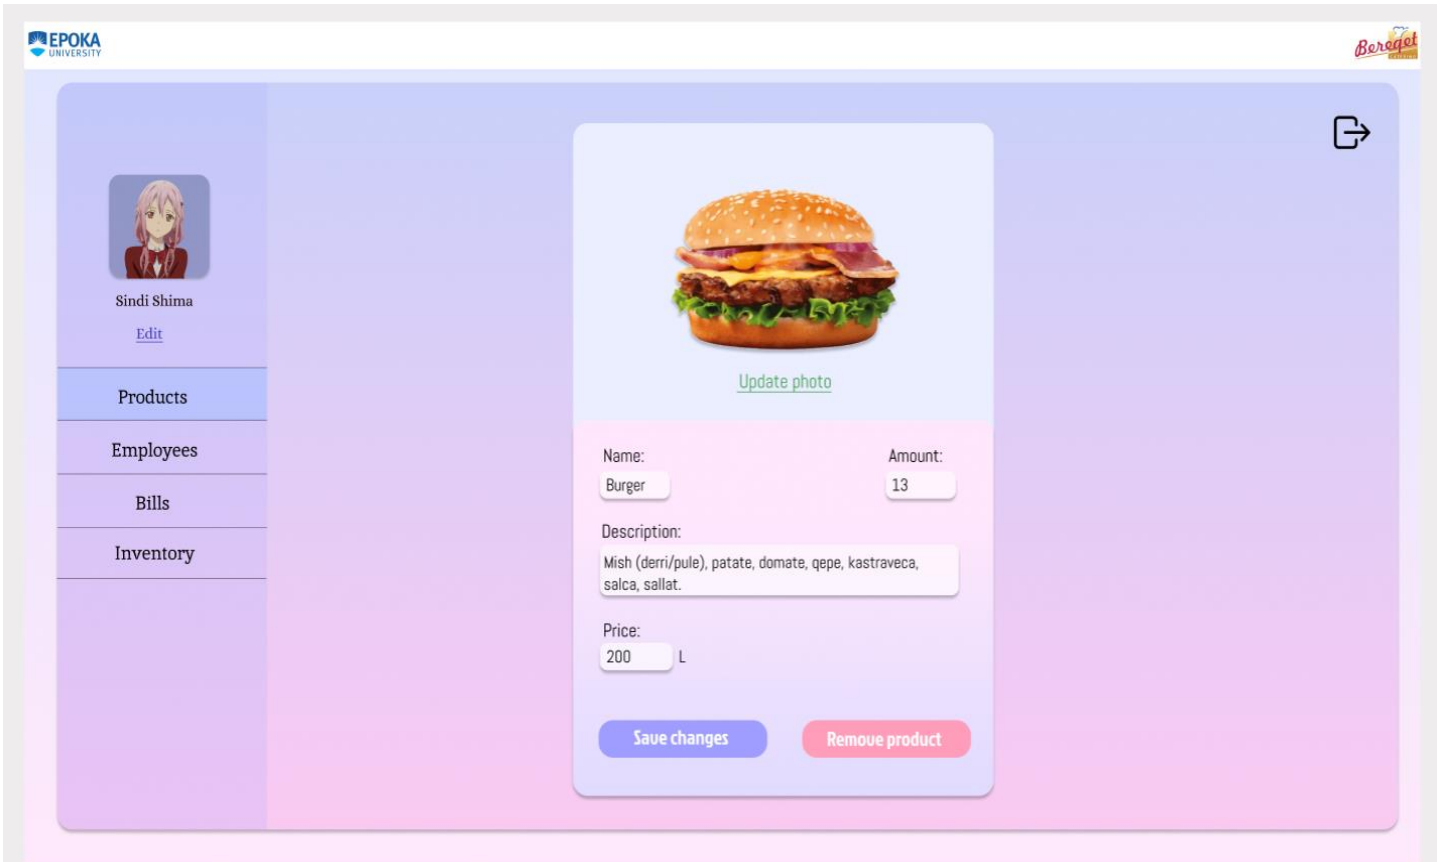 EPOKA
UNIVERSITY
Bereqet
CATERING
Sindi Shima
Edit
Products
Employees
Bills
Inventory
Update photo
Name:
Amount:
Burger
13
Description:
Mish (derri/pule), patate, domate, qepe, kastraveca,
salca, sallat.
Price:
200 L
Save changes
Remove product